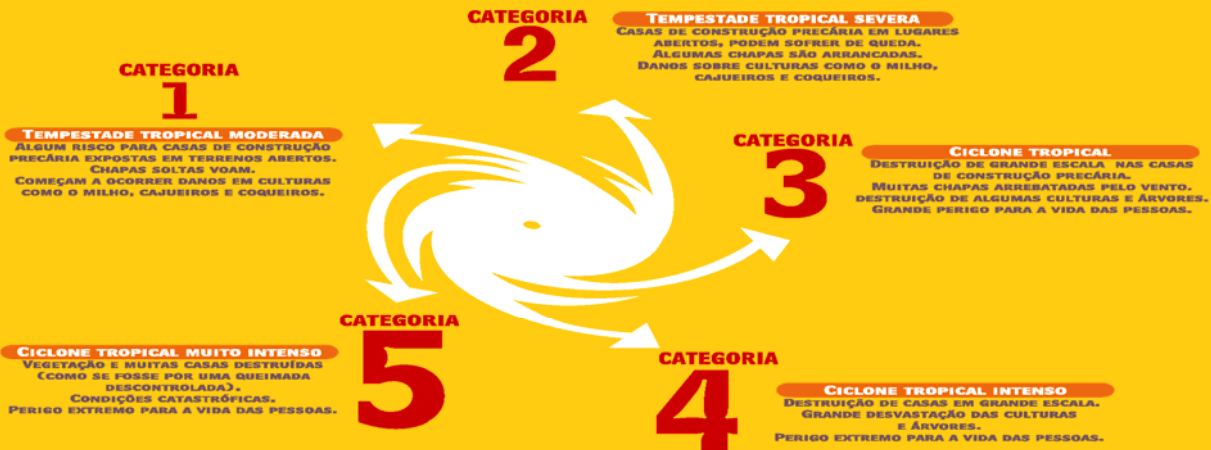 CATEGORIA
1
TEMPESTADE TROPICAL MODERADA
ALGUM RISCO PARA CASAS DE CONSTRUÇÃO
PRECÁRIA EXPOSTAS EM TERRENOS ABERTOS.
CHAPAS SOLTAS VOAM.
COMEÇAM A OCORRER DANOS EM CULTURAS
COMO O MILHO, CAJUEIROS E COQUEIROS.
CATEGORIA
2
TEMPESTADE TROPICAL SEVERA
CASAS DE CONSTRUÇÃO PRECÁRIA EM LUGARES
ABERTOS, PODEM SOFRER DE QUEDA.
ALGUMAS CHAPAS SÃO ARRANCADAS.
DANOS SOBRE CULTURAS COMO O MILHO,
CAJUEIROS E COQUEIROS.
CATEGORIA
3
CICLONE TROPICAL
DESTRUIÇÃO DE GRANDE ESCALA NAS CASAS
DE CONSTRUÇÃO PRECÁRIA.
MUITAS CHAPAS ARREBATADAS PELO VENTO.
DESTRUIÇÃO DE ALGUMAS CULTURAS E ÁRVORES.
GRANDE PERIGO PARA A VIDA DAS PESSOAS.
CATEGORIA
4
CICLONE TROPICAL INTENSO
DESTRUIÇÃO DE CASAS EM GRANDE ESCALA.
GRANDE DESVASTAÇÃO DAS CULTURAS
E ÁRVORES.
PERIGO EXTREMO PARA A VIDA DAS PESSOAS.
CATEGORIA
5
CICLONE TROPICAL MUITO INTENSO
VEGETAÇÃO E MUITAS CASAS DESTRUÍDAS
(COMO SE FOSSE POR UMA QUEIMADA
DESCONTROLADA).
CONDIÇÕES CATASTRÓFICAS.
PERIGO EXTREMO PARA A VIDA DAS PESSOAS.